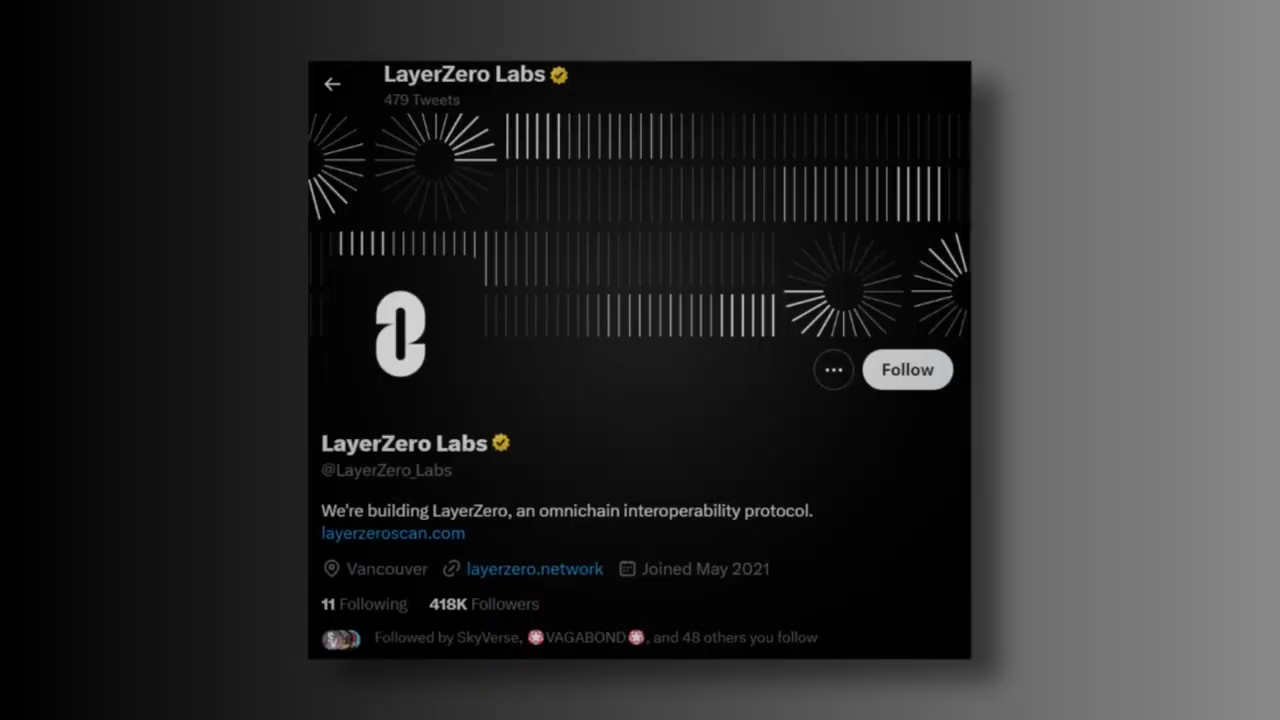 LayerZero Labs
479 Tweets
Follow
LayerZero Labs
@LayerZero_Labs
We're building LayerZero, an omnichain interoperability protocol.
layerzeroscan.com
Vancouver layerzero.network Joined May 2021
11 Following 418K Followers
Followed by SkyVerse, VAGABOND, and 48 others you follow